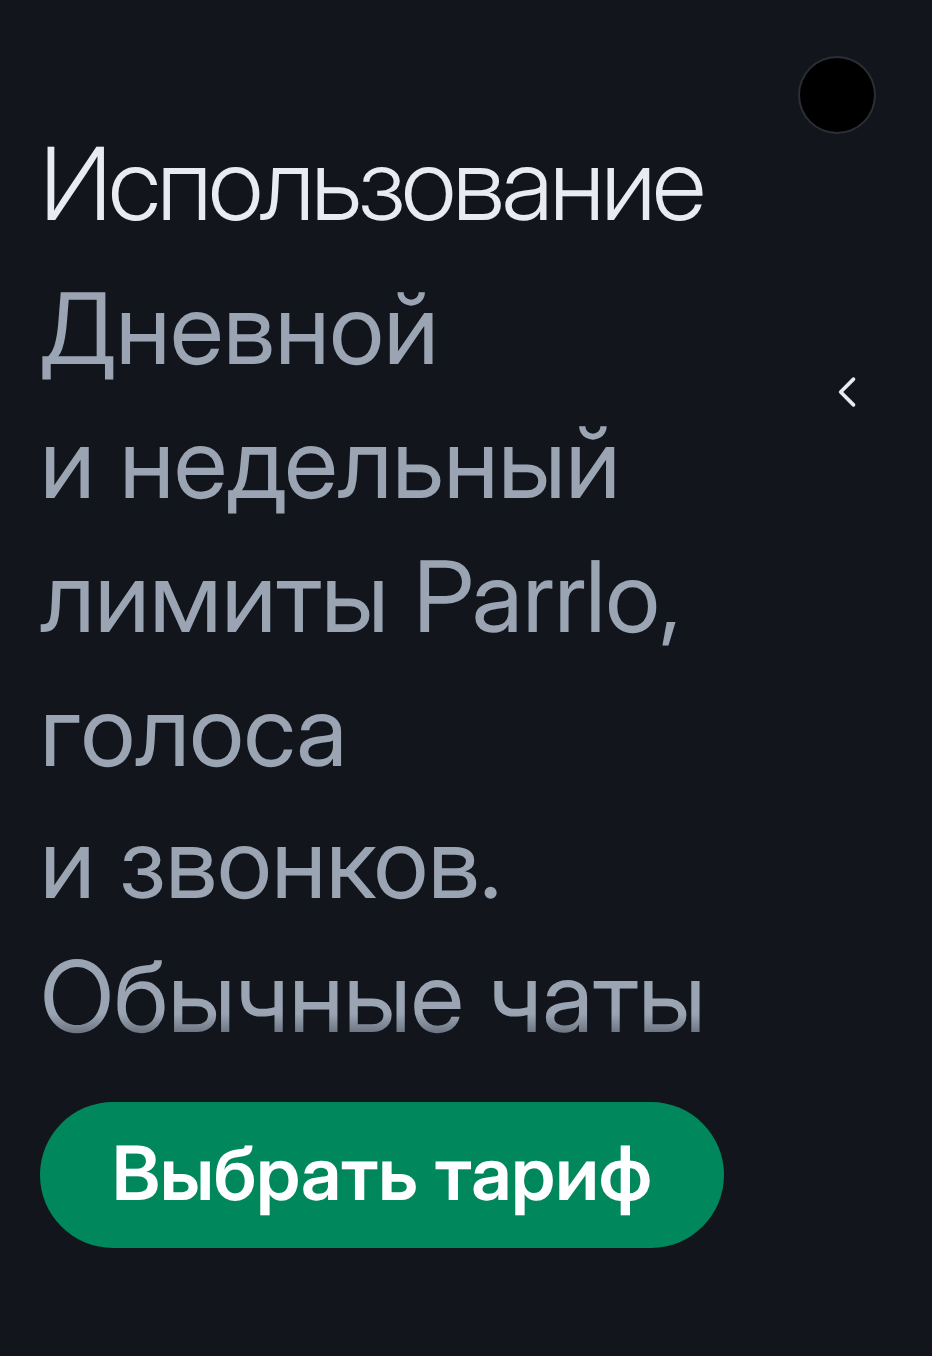 Использование
Дневной
и недельный
лимиты Parrlo,
голоса
и звонков.
Обычные чаты
Выбрать тариф